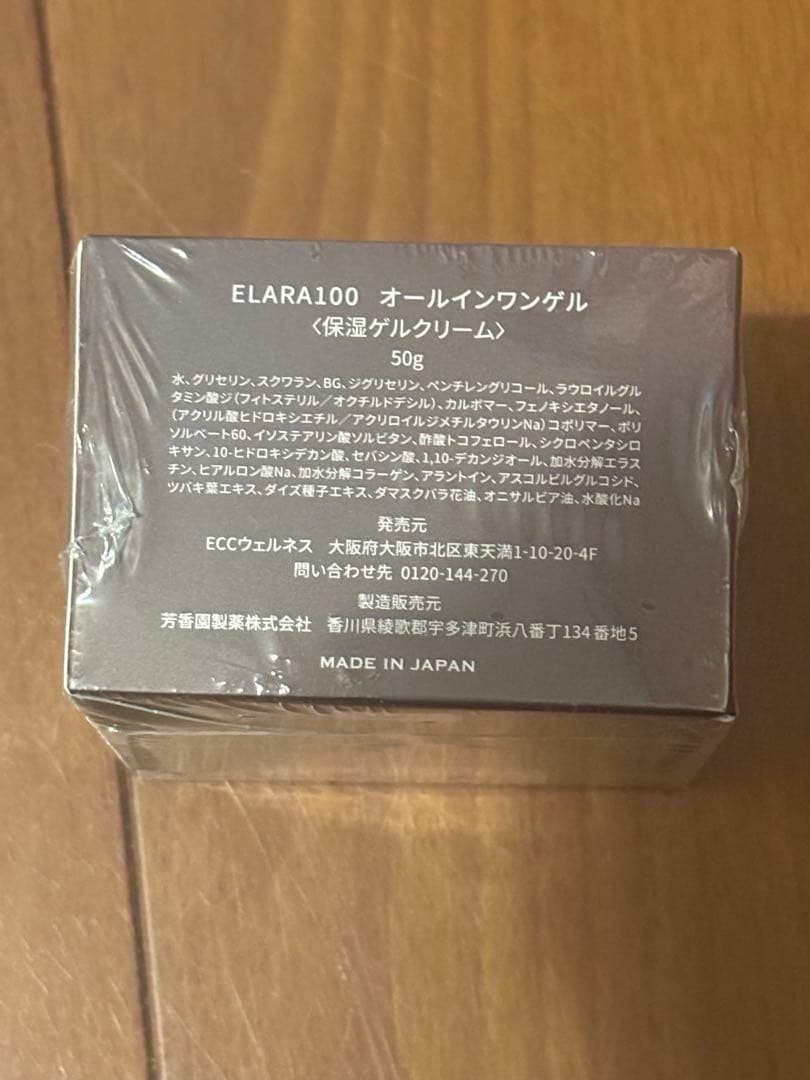 ELARA100 オールインワンゲル
〈保湿ゲルクリーム〉
50g
水、グリセリン、スクワラン、BG、ジグリセリン、ペンチレングリコール、ラウロイルグル
タミン酸ジ(フィトステリル/オクチルドデシル)、カルボマー、フェノキシエタノール、
(アクリル酸ヒドロキシエチル/アクリロイルジメチルタウリンNa)コポリマー、ポリ
ソルベート60、イソステアリン酸ソルビタン、酢酸トコフェロール、シクロペンタシロ
キサン、10-ヒドロキシデカン酸、セバシン酸、1,10-デカンジオール、加水分解エラス
チン、ヒアルロン酸Na、加水分解コラーゲン、アラントイン、アスコルビルグルコシド、
ツバキ葉エキス、ダイズ種子エキス、ダマスクバラ花油、オニサルビア油、水酸化Na
発売元
ECCウェルネス 大阪府大阪市北区東天満1-10-20-4F
問い合わせ先 0120-144-270
製造販売元
芳香園製薬株式会社 香川県綾歌郡宇多津町浜八番丁134番地5
MADE IN JAPAN